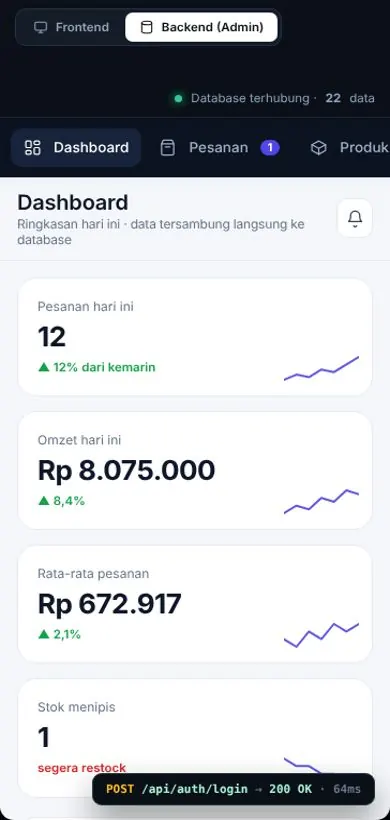 Frontend Backend (Admin)
Database terhubung · 22 data
Dashboard Pesanan 1 Produk
Dashboard
Ringkasan hari ini · data tersambung langsung ke
database
Pesanan hari ini
12
▲ 12% dari kemarin
Omzet hari ini
Rp 8.075.000
▲ 8,4%
Rata-rata pesanan
Rp 672.917
▲ 2,1%
Stok menipis
1
segera restock
POST /api/auth/login → 200 OK · 64ms